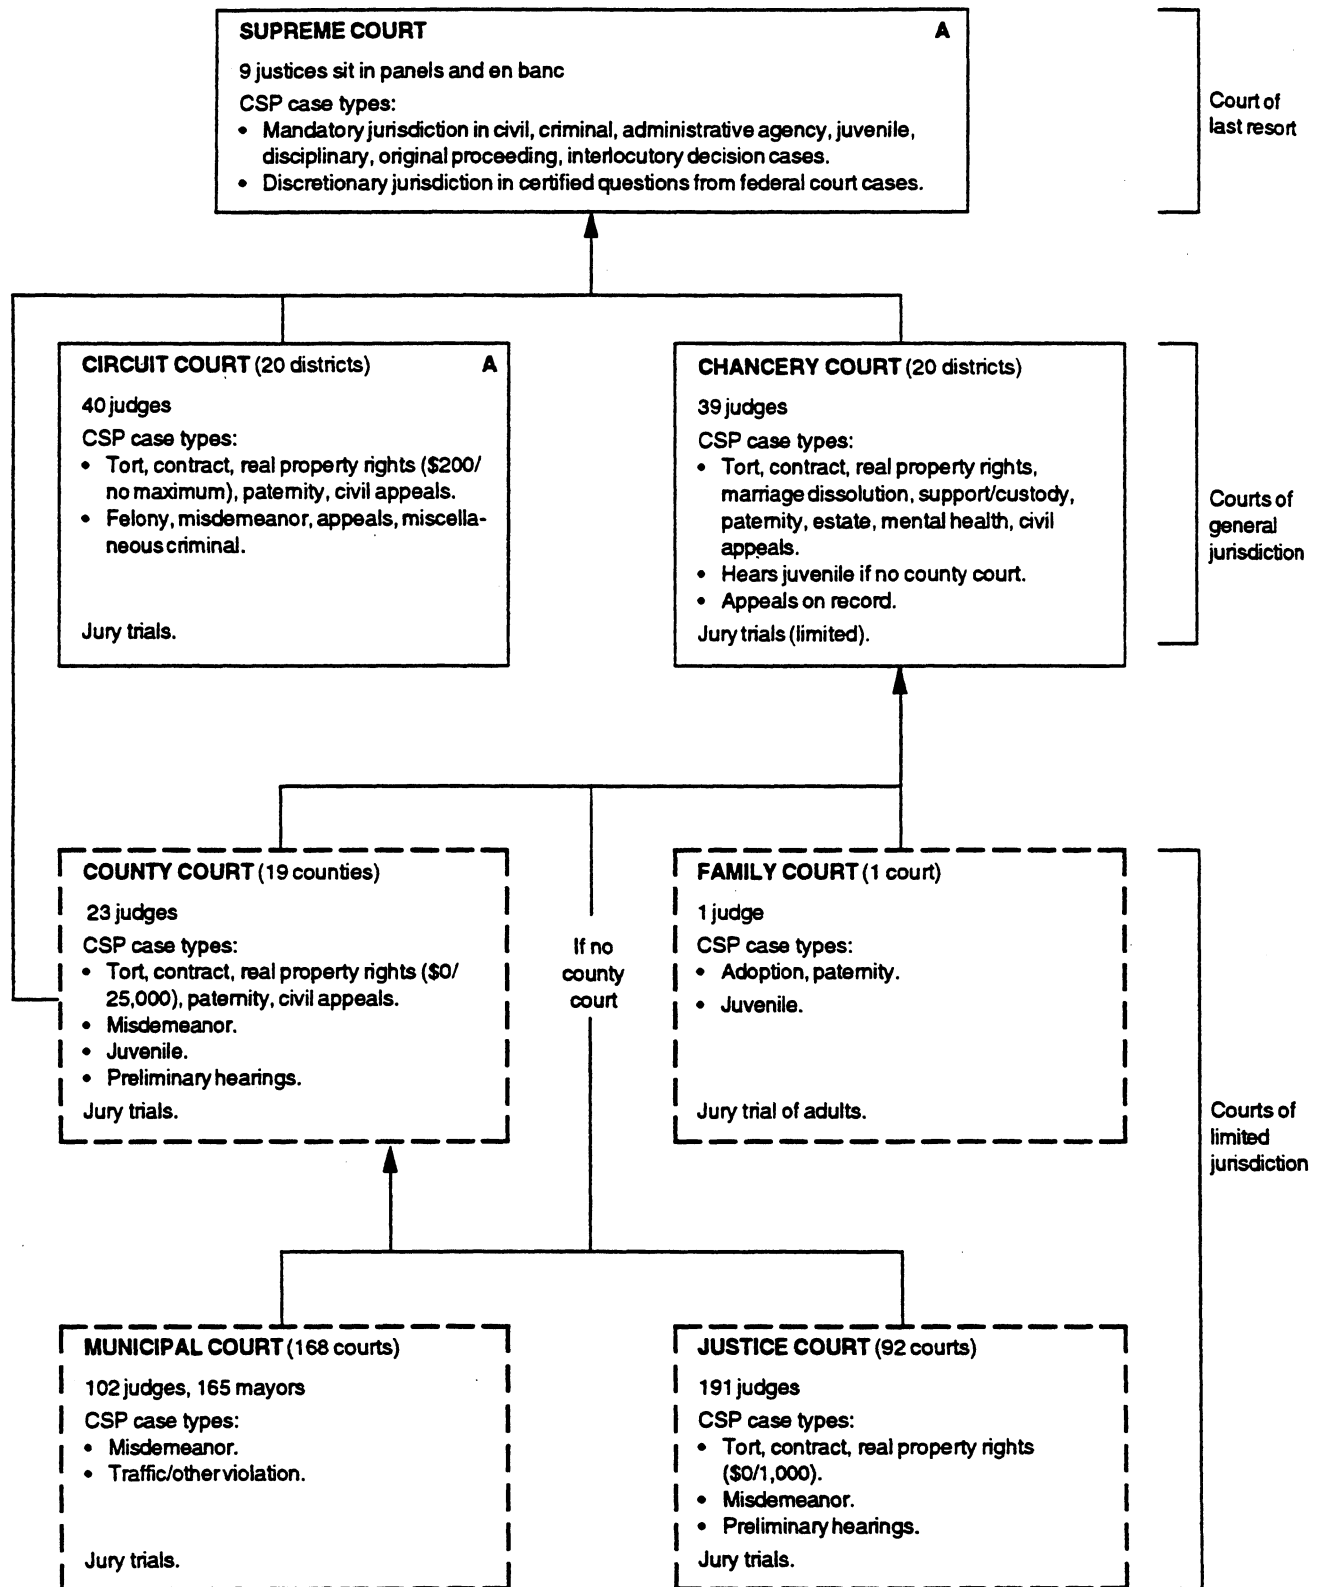 SUPREME COURT A
9 justices sit in panels and en banc
CSP case types:
• Mandatory jurisdiction in civil, criminal, administrative agency, juvenile,
disciplinary, original proceeding, interlocutory decision cases.
• Discretionary jurisdiction in certified questions from federal court cases.
Court of
last resort
CIRCUIT COURT (20 districts) A
40 judges
CSP case types:
• Tort, contract, real property rights ($200/
no maximum), paternity, civil appeals.
• Felony, misdemeanor, appeals, miscella-
neous criminal.
Jury trials.
CHANCERY COURT (20 districts)
39 judges
CSP case types:
• Tort, contract, real property rights,
marriage dissolution, support/custody,
paternity, estate, mental health, civil
appeals.
• Hears juvenile if no county court.
• Appeals on record.
Jury trials (limited).
Courts of
general
jurisdiction
COUNTY COURT (19 counties)
23 judges
CSP case types:
• Tort, contract, real property rights ($0/
25,000), paternity, civil appeals.
• Misdemeanor.
• Juvenile.
• Preliminary hearings.
Jury trials.
If no
county
court
FAMILY COURT (1 court)
1 judge
CSP case types:
• Adoption, paternity.
• Juvenile.
Jury trial of adults.
Courts of
limited
jurisdiction
MUNICIPAL COURT (168 courts)
102 judges, 165 mayors
CSP case types:
• Misdemeanor.
• Traffic/other violation.
Jury trials.
JUSTICE COURT (92 courts)
191 judges
CSP case types:
• Tort, contract, real property rights
($0/1,000).
• Misdemeanor.
• Preliminary hearings.
Jury trials.